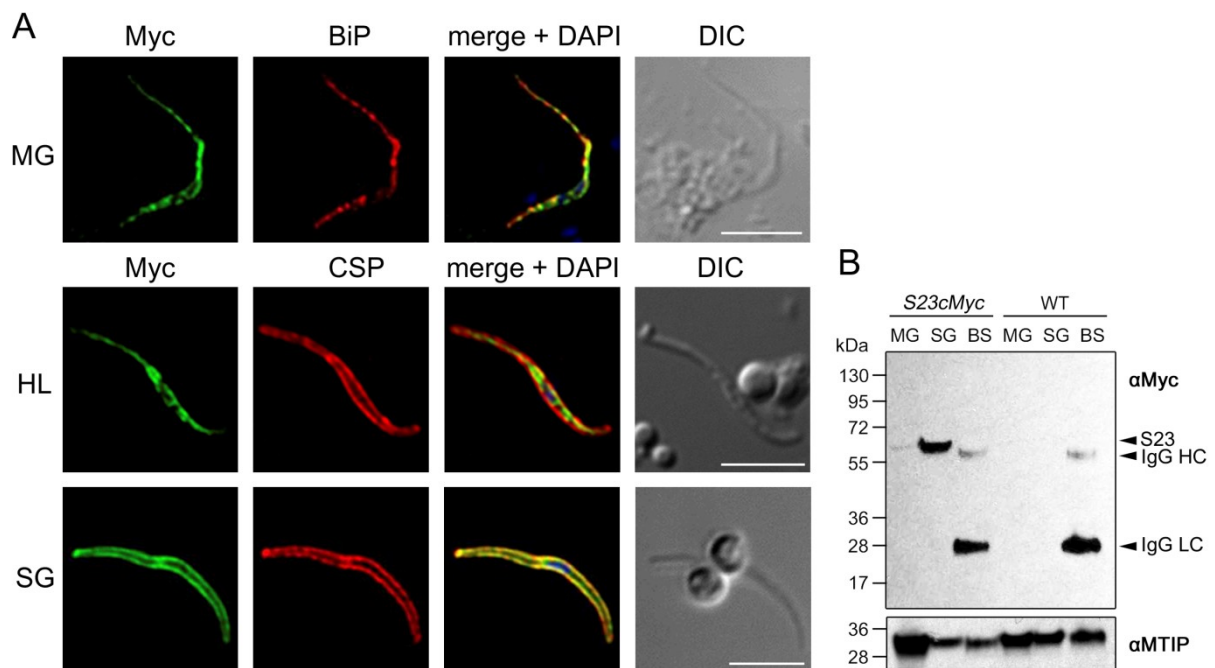 A
Myc BiP merge + DAPI DIC
MG
Myc CSP merge + DAPI DIC
HL
SG
B
S23cMyc WT
MG SG BS MG SG BS
kDa
130
95
72
55
36
28
17
αMyc
S23
IgG HC
IgG LC
36
28
αMTIP